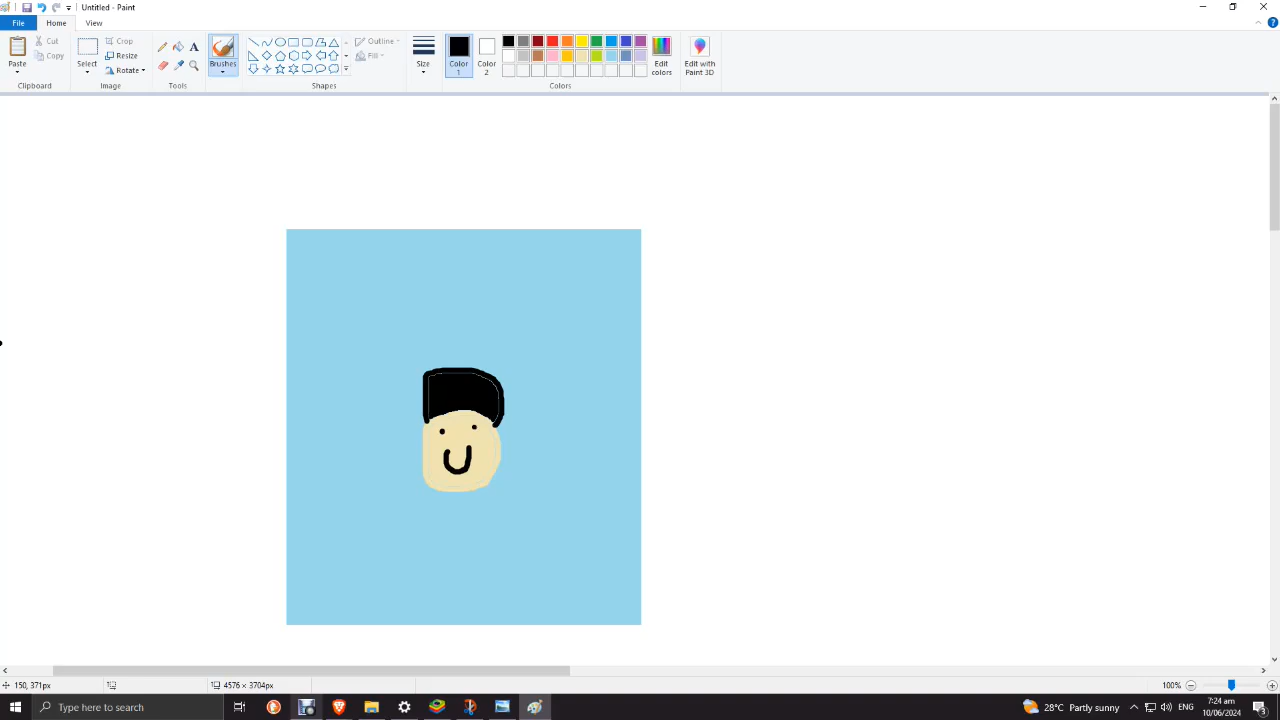 Untitled - Paint
File Home View
Paste
Cut
Copy
Clipboard
Select
Crop
Resize
Rotate
Image
A
Tools
Brushes
Outline
Fill
Shapes
Size
Color 1
Color 2
Edit colors
Colors
Edit with Paint 3D
150, 371px
4576 × 3704px
100%
Type here to search
28°C Partly sunny
ENG
7:24 am
10/06/2024
3